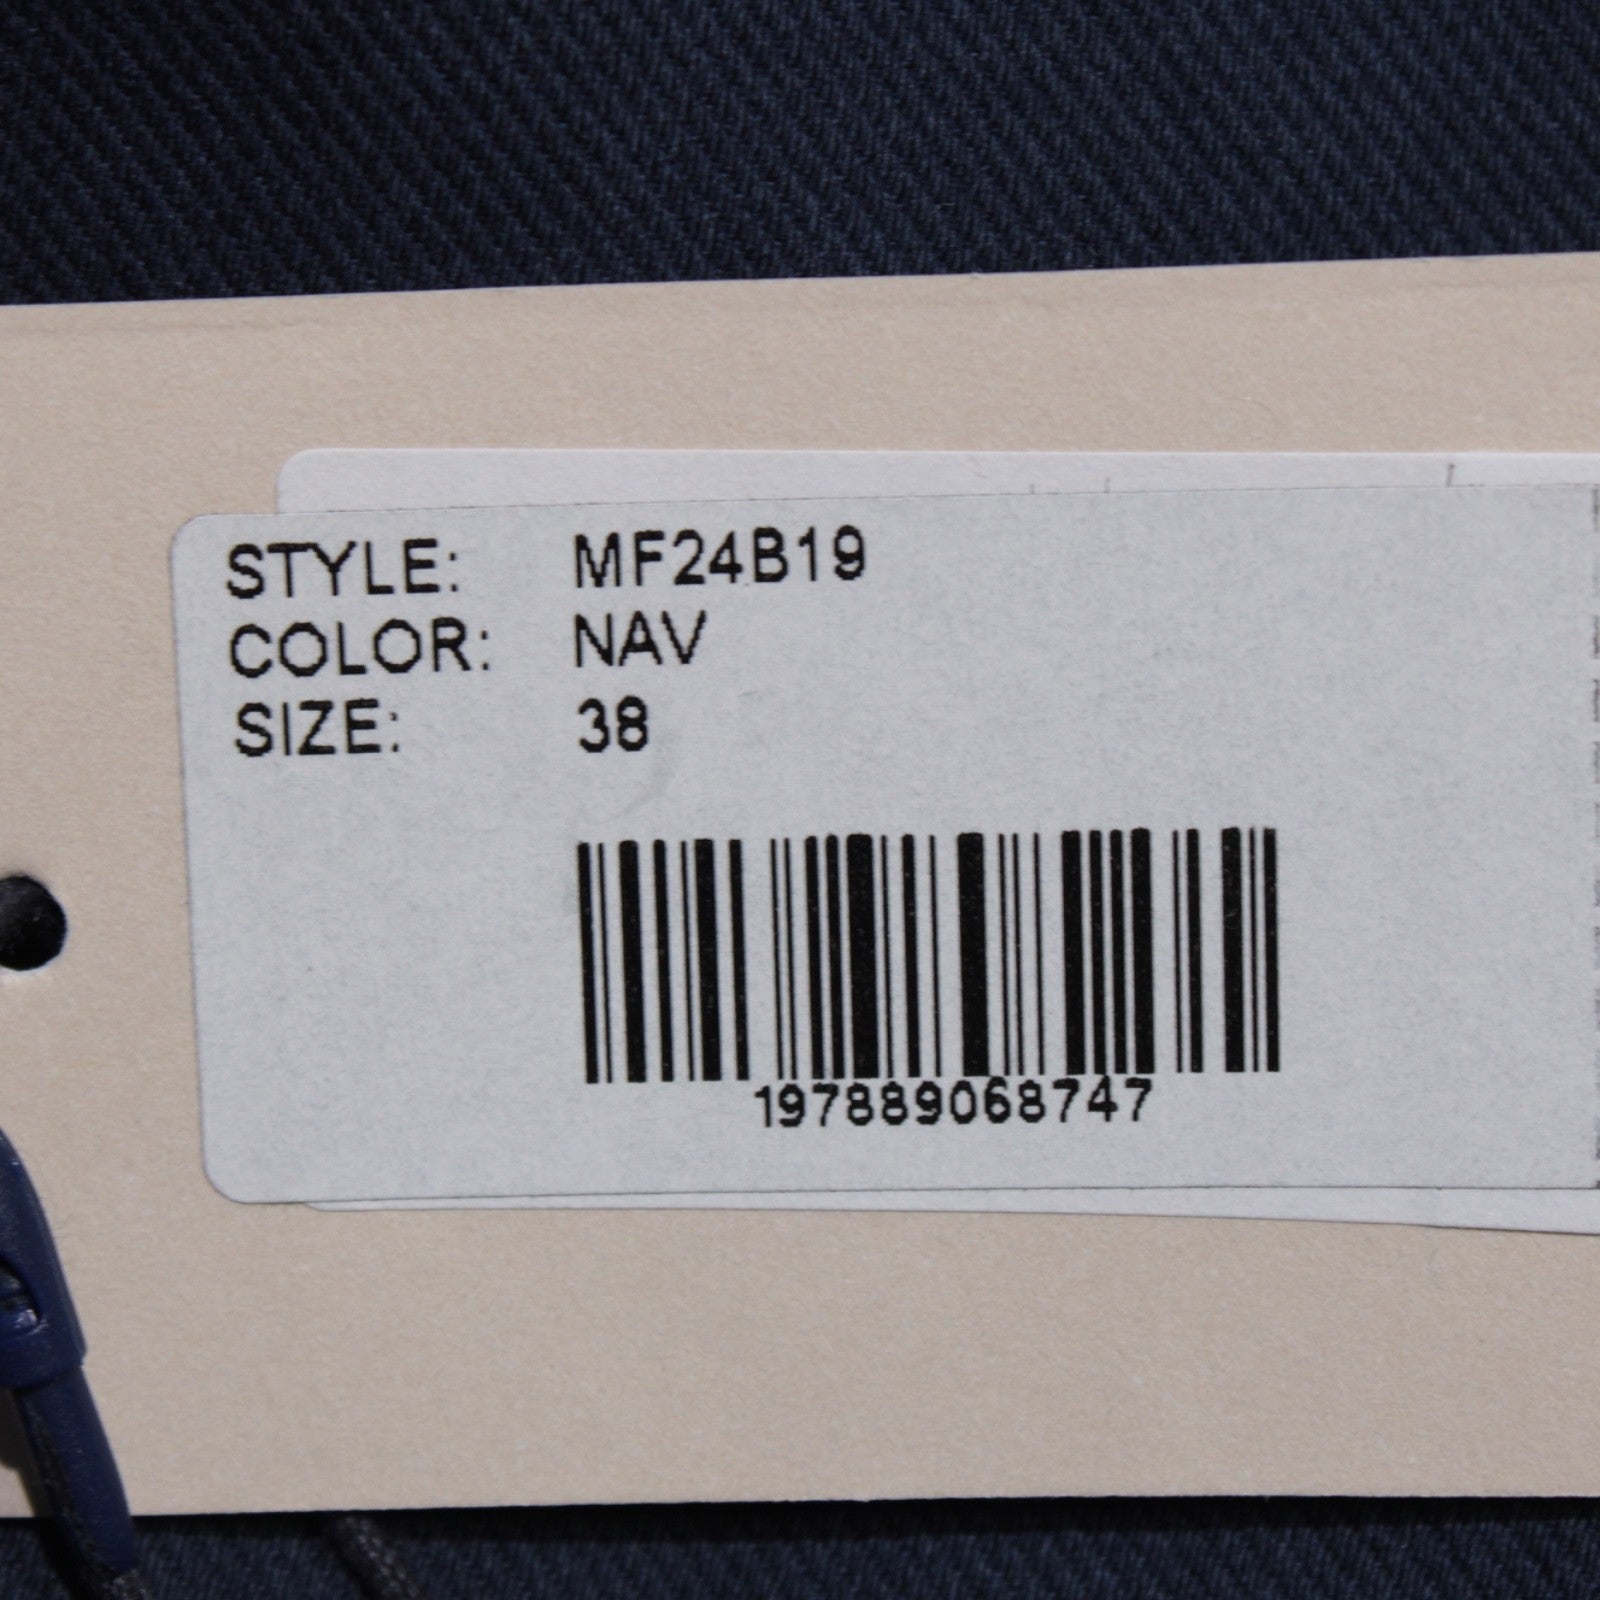 STYLE: MF24B19
COLOR: NAV
SIZE: 38
197889068747